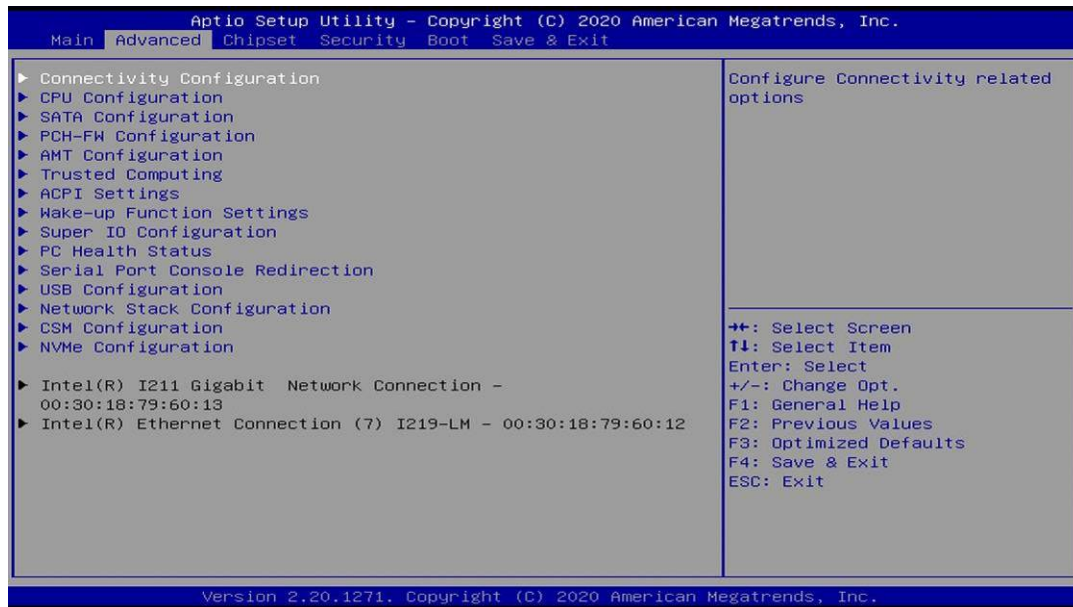 Aptio Setup Utility – Copyright (C) 2020 American Megatrends, Inc.
Main Advanced Chipset Security Boot Save & Exit
▶ Connectivity Configuration
▶ CPU Configuration
▶ SATA Configuration
▶ PCH-FW Configuration
▶ AMT Configuration
▶ Trusted Computing
▶ ACPI Settings
▶ Wake-up Function Settings
▶ Super IO Configuration
▶ PC Health Status
▶ Serial Port Console Redirection
▶ USB Configuration
▶ Network Stack Configuration
▶ CSM Configuration
▶ NVMe Configuration
▶ Intel(R) I211 Gigabit Network Connection –
00:30:18:79:60:13
▶ Intel(R) Ethernet Connection (7) I219-LM – 00:30:18:79:60:12
Configure Connectivity related
options
→←: Select Screen
↑↓: Select Item
Enter: Select
+/-: Change Opt.
F1: General Help
F2: Previous Values
F3: Optimized Defaults
F4: Save & Exit
ESC: Exit
Version 2.20.1271. Copyright (C) 2020 American Megatrends, Inc.